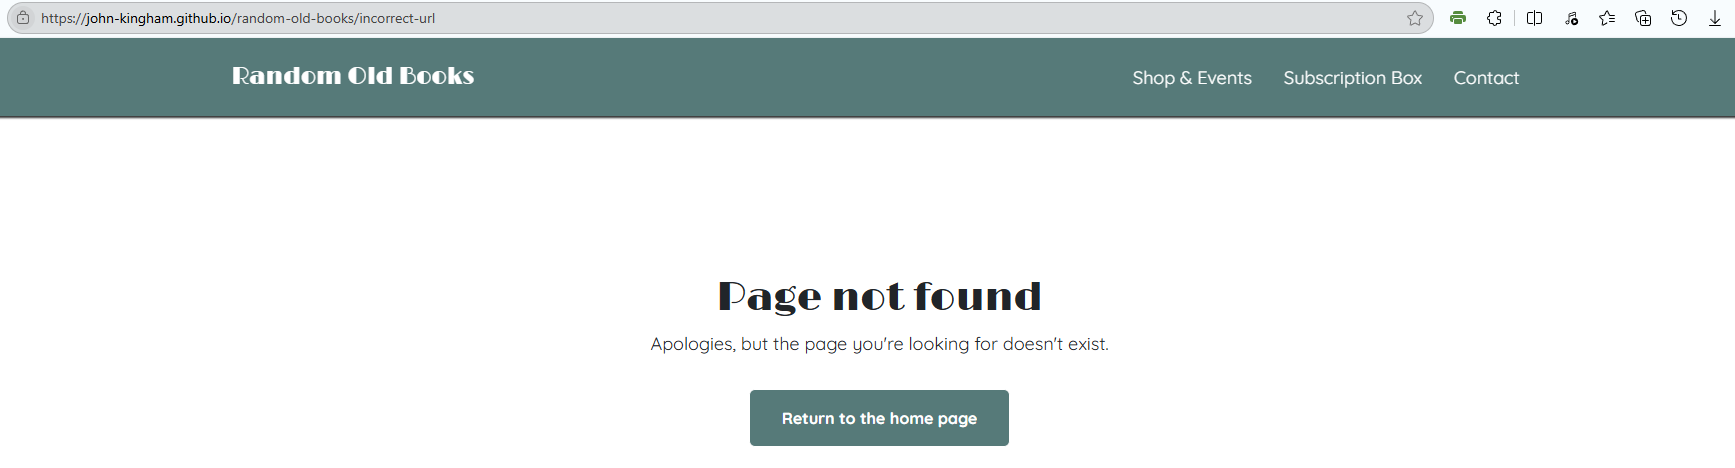 https://john-kingham.github.io/random-old-books/incorrect-url
Random Old Books
Shop & Events
Subscription Box
Contact
Page not found
Apologies, but the page you're looking for doesn't exist.
Return to the home page